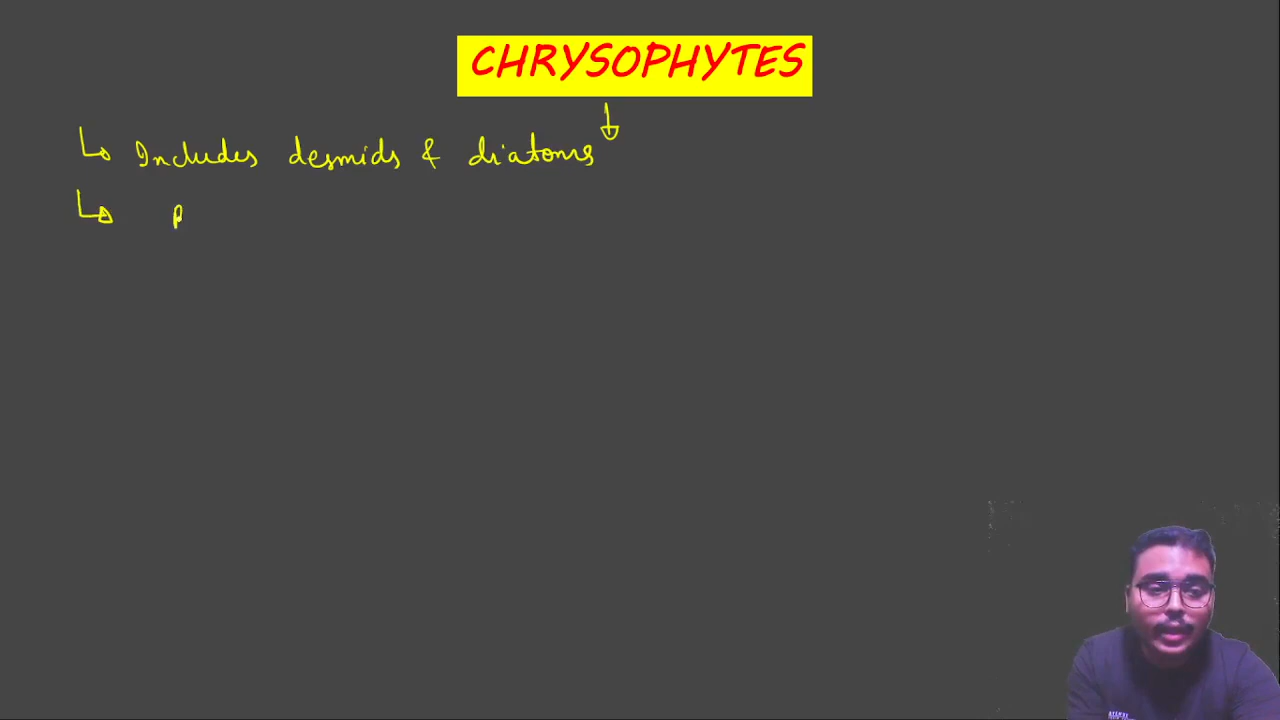 CHRYSOPHYTES
↳ Includes desmids & diatoms
↳ P